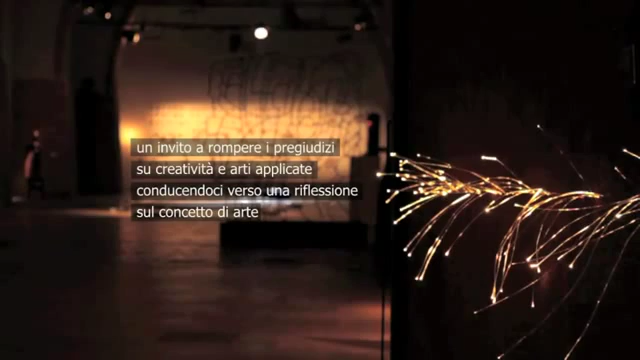 un invito a rompere i pregiudizi
su creatività e arti applicate
conducendoci verso una riflessione
sul concetto di arte